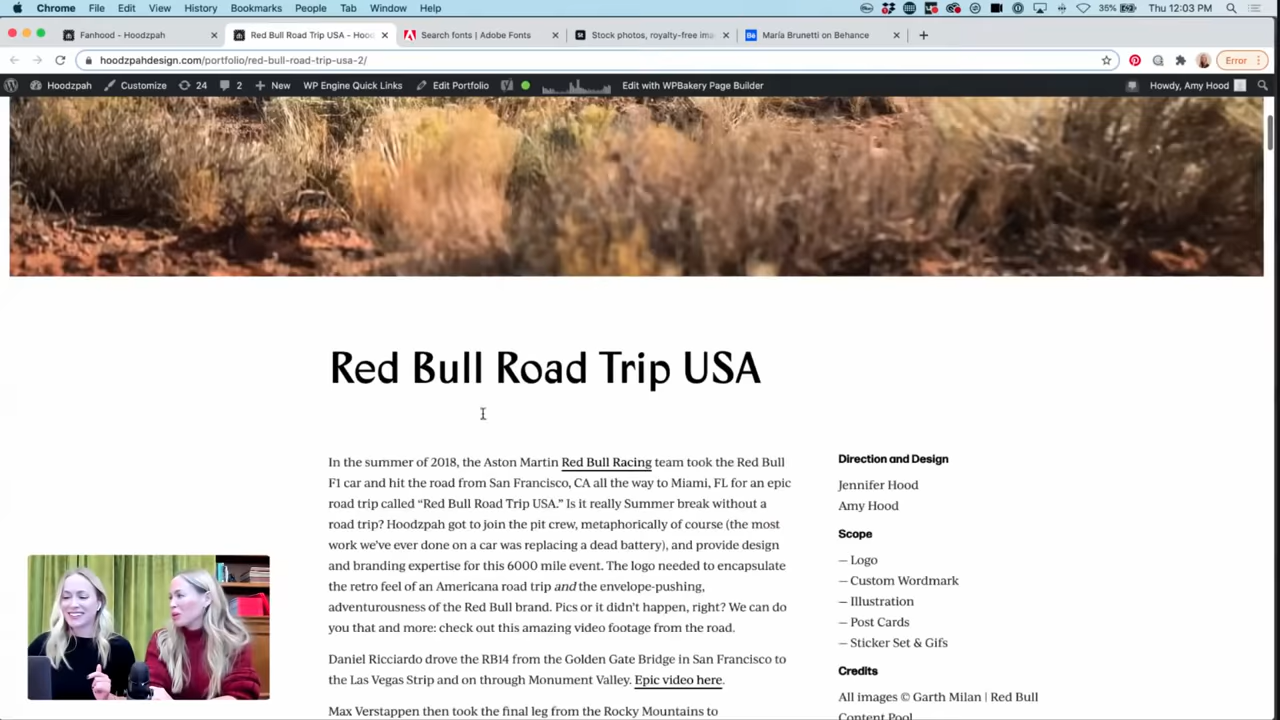 Chrome File Edit View History Bookmarks People Tab Window Help 35% Thu 12:03 PM
Fanhood - Hoodzpah Red Bull Road Trip USA - Hood Search fonts | Adobe Fonts Stock photos, royalty-free ima María Brunetti on Behance
hoodzpahdesign.com/portfolio/red-bull-road-trip-usa-2/ Error
Hoodzpah Customize 24 2 New WP Engine Quick Links Edit Portfolio Edit with WPBakery Page Builder Howdy, Amy Hood
Red Bull Road Trip USA
In the summer of 2018, the Aston Martin Red Bull Racing team took the Red Bull
F1 car and hit the road from San Francisco, CA all the way to Miami, FL for an epic
road trip called “Red Bull Road Trip USA.” Is it really Summer break without a
road trip? Hoodzpah got to join the pit crew, metaphorically of course (the most
work we’ve ever done on a car was replacing a dead battery), and provide design
and branding expertise for this 6000 mile event. The logo needed to encapsulate
the retro feel of an Americana road trip and the envelope-pushing,
adventurousness of the Red Bull brand. Pics or it didn’t happen, right? We can do
you that and more: check out this amazing video footage from the road.
Daniel Ricciardo drove the RB14 from the Golden Gate Bridge in San Francisco to
the Las Vegas Strip and on through Monument Valley. Epic video here.
Max Verstappen then took the final leg from the Rocky Mountains to
Direction and Design
Jennifer Hood
Amy Hood
Scope
— Logo
— Custom Wordmark
— Illustration
— Post Cards
— Sticker Set & Gifs
Credits
All images © Garth Milan | Red Bull
Content Pool